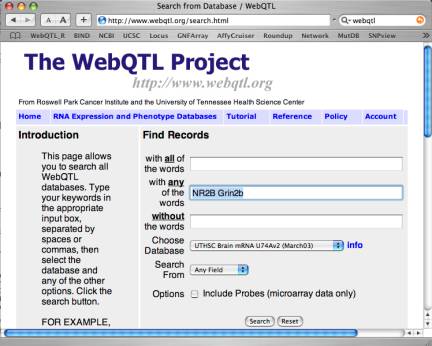 Search from Database / WebQTL
A...A + http://www.webqtl.org/search.html Q- webqtl
WebQTL_R BIND NCBI UCSC Locus GNFArray AffyCruiser Roundup Network MutDB SNPview >>
The WebQTL Project
http://www.webqtl.org
From Roswell Park Cancer Institute and the University of Tennessee Health Science Center
Home RNA Expression and Phenotype Databases Tutorial Reference Policy Account
Introduction
This page allows
you to search all
WebQTL
databases. Type
your keywords in
the appropriate
input box,
separated by
spaces or
commas, then
select the
database and
any of the other
options. Click the
search button.
FOR EXAMPLE,
Find Records
with all of
the words
with any
of the
words
NR2B Grin2b
without
the words
Choose
Database
UTHSC Brain mRNA U74Av2 (March03) info
Search
From
Any Field
Options Include Probes (microarray data only)
Search Reset